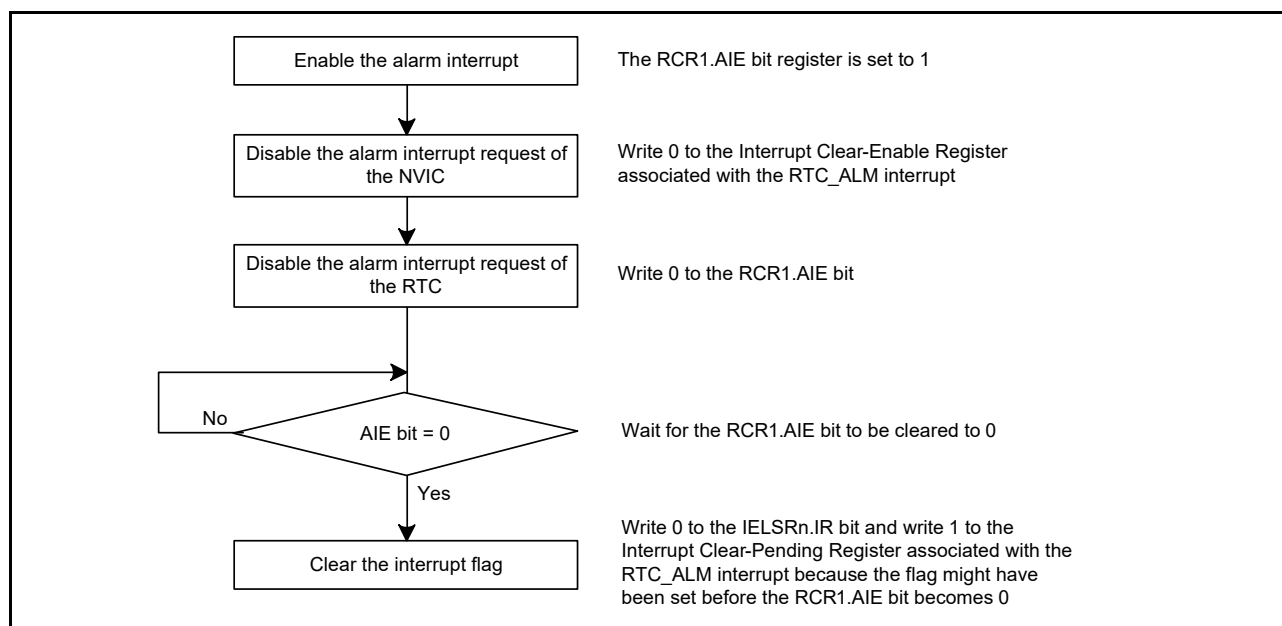 Enable the alarm interrupt
The RCR1.AIE bit register is set to 1
Disable the alarm interrupt request of
the NVIC
Write 0 to the Interrupt Clear-Enable Register
associated with the RTC_ALM interrupt
Disable the alarm interrupt request of
the RTC
Write 0 to the RCR1.AIE bit
No
AIE bit = 0
Wait for the RCR1.AIE bit to be cleared to 0
Yes
Clear the interrupt flag
Write 0 to the IELSRn.IR bit and write 1 to the
Interrupt Clear-Pending Register associated with the
RTC_ALM interrupt because the flag might have
been set before the RCR1.AIE bit becomes 0